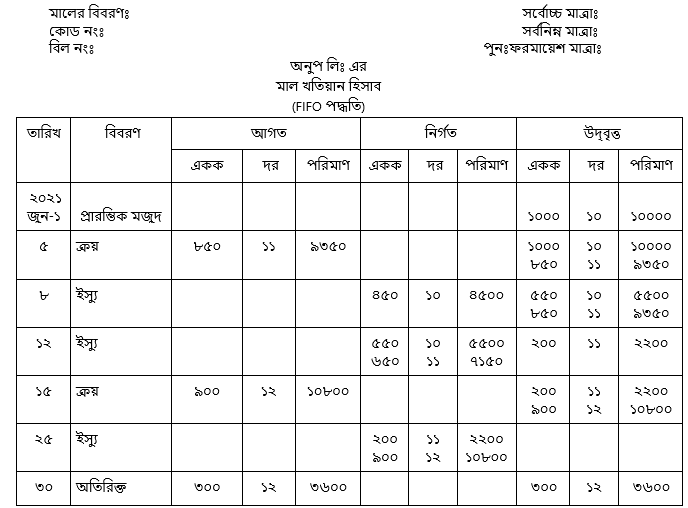 মালের বিবরণঃ সর্বোচ্চ মাত্রাঃ
কোড নংঃ সর্বনিম্ন মাত্রাঃ
বিল নংঃ পুনঃফরমায়েশ মাত্রাঃ
অনুপ লিঃ এর
মাল খতিয়ান হিসাব
(FIFO পদ্ধতি)
তারিখ বিবরণ আগত নির্গত উদ্বৃত্ত
একক দর পরিমাণ একক দর পরিমাণ একক দর পরিমাণ
২০২১
জুন-১ প্রারম্ভিক মজুদ ১০০০ ১০ ১০০০০
৫ ক্রয় ৮৫০ ১১ ৯৩৫০ ১০০০ ১০ ১০০০০
৮৫০ ১১ ৯৩৫০
৮ ইস্যু ৪৫০ ১০ ৪৫০০ ৫৫০ ১০ ৫৫০০
৮৫০ ১১ ৯৩৫০
১২ ইস্যু ৫৫০ ১০ ৫৫০০ ২০০ ১১ ২২০০
৬৫০ ১১ ৭১৫০
১৫ ক্রয় ৯০০ ১২ ১০৮০০ ২০০ ১১ ২২০০
৯০০ ১২ ১০৮০০
২৫ ইস্যু ২০০ ১১ ২২০০
৯০০ ১২ ১০৮০০
৩০ অতিরিক্ত ৩০০ ১২ ৩৬০০ ৩০০ ১২ ৩৬০০